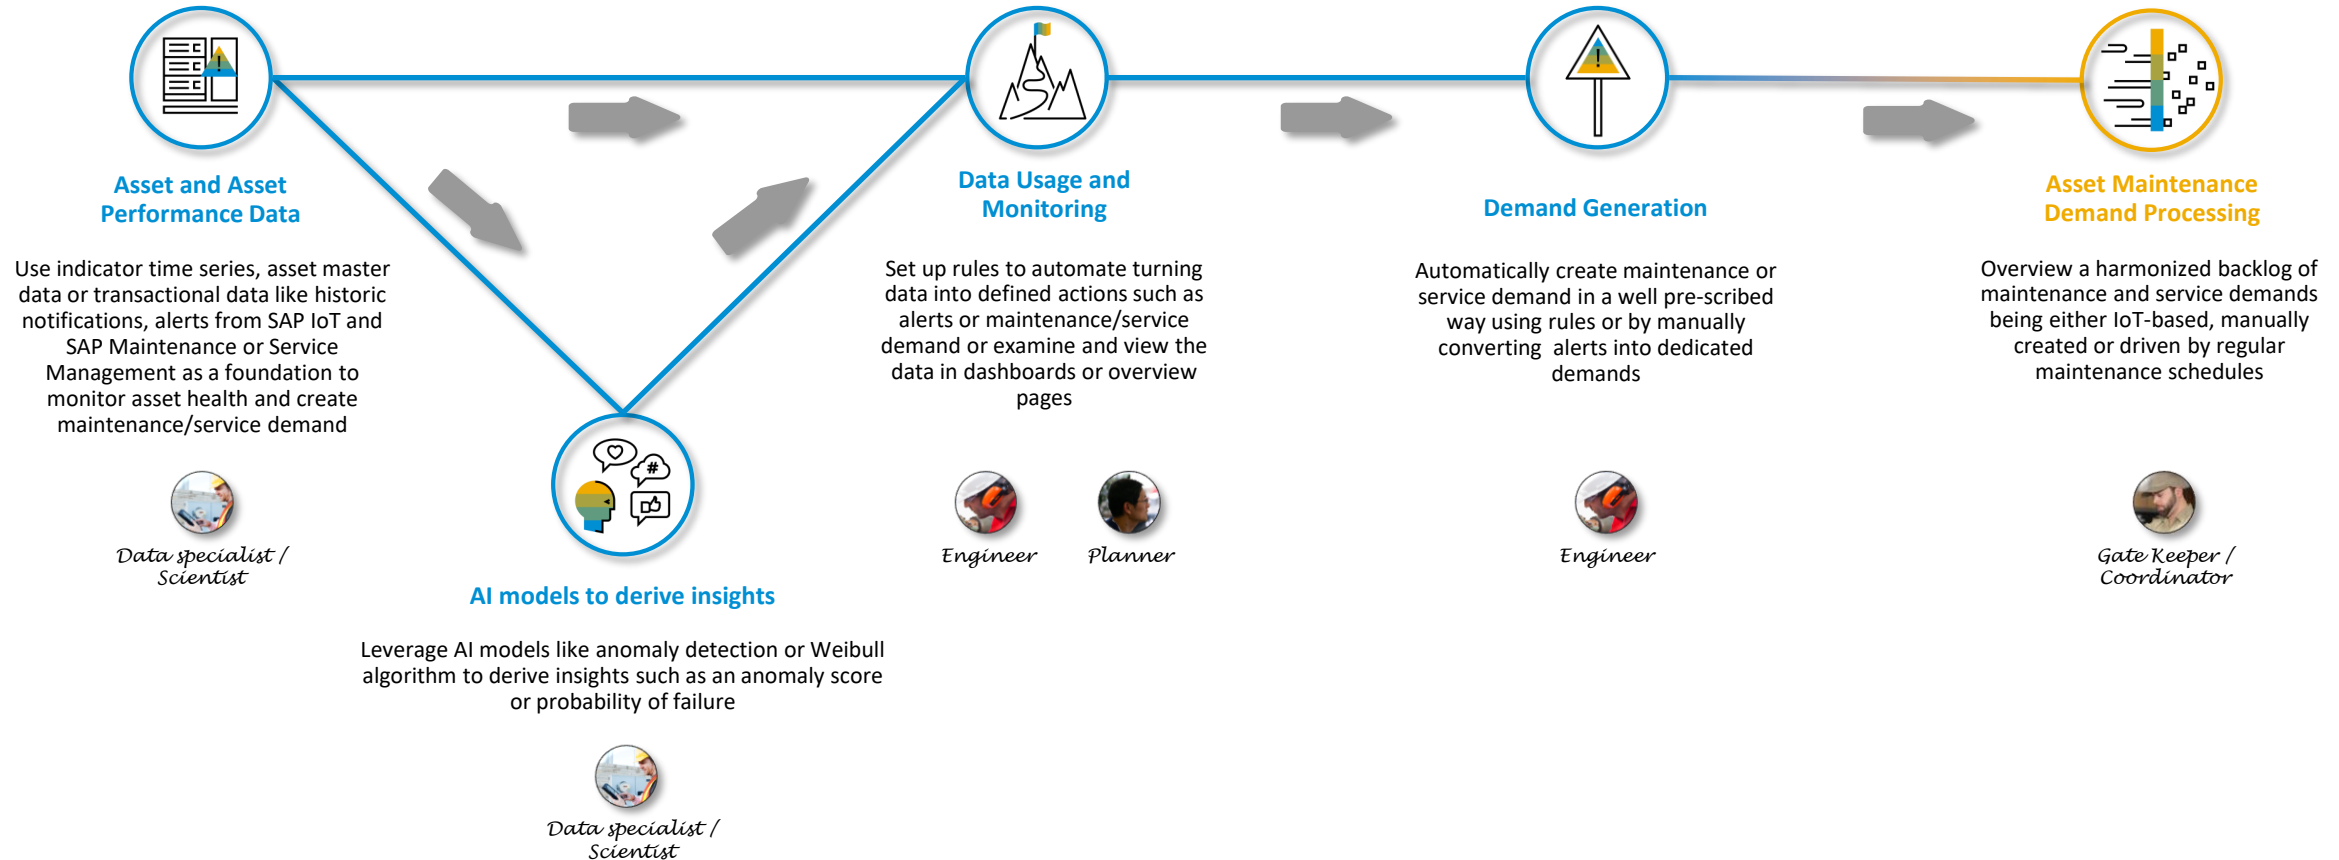 Asset and Asset
Performance Data
Use indicator time series, asset master
data or transactional data like historic
notifications, alerts from SAP IoT and
SAP Maintenance or Service
Management as a foundation to
monitor asset health and create
maintenance/service demand
Data specialist /
Scientist
#
AI models to derive insights
Leverage AI models like anomaly detection or Weibull
algorithm to derive insights such as an anomaly score
or probability of failure
Data specialist /
Scientist
Data Usage and
Monitoring
Set up rules to automate turning
data into defined actions such as
alerts or maintenance/service
demand or examine and view the
data in dashboards or overview
pages
Engineer
Planner
Demand Generation
Automatically create maintenance or
service demand in a well pre-scribed
way using rules or by manually
converting  alerts into dedicated
demands
Engineer
Asset Maintenance
Demand Processing
Overview a harmonized backlog of
maintenance and service demands
being either IoT-based, manually
created or driven by regular
maintenance schedules
Gate Keeper /
Coordinator